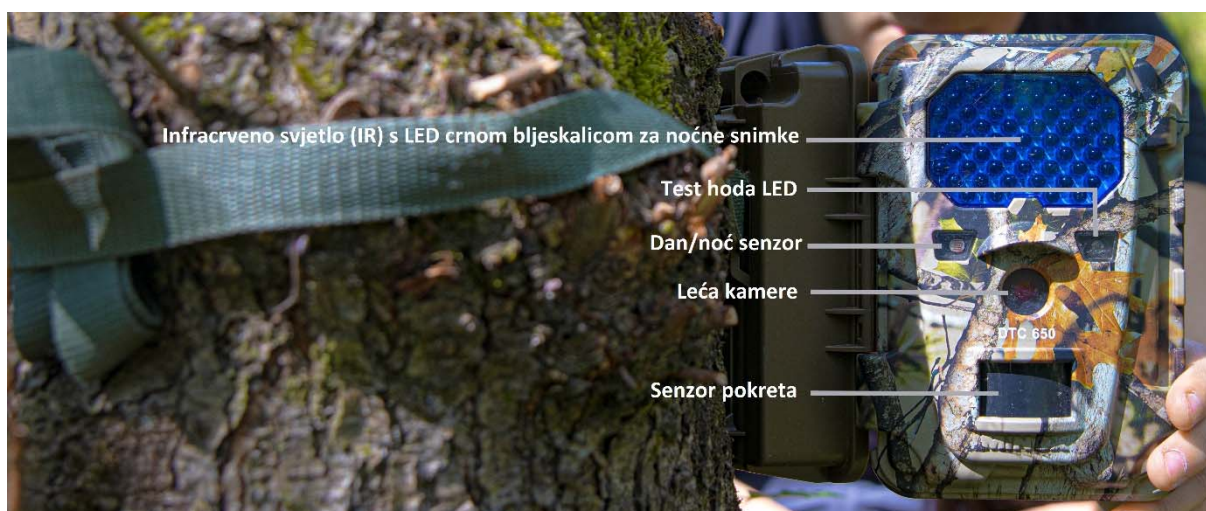 Infracrveno svjetlo (IR) s LED crnom bljeskalicom za noćne snimke
Test hoda LED
Dan/noć senzor
Leća kamere
DTC 650
Senzor pokreta